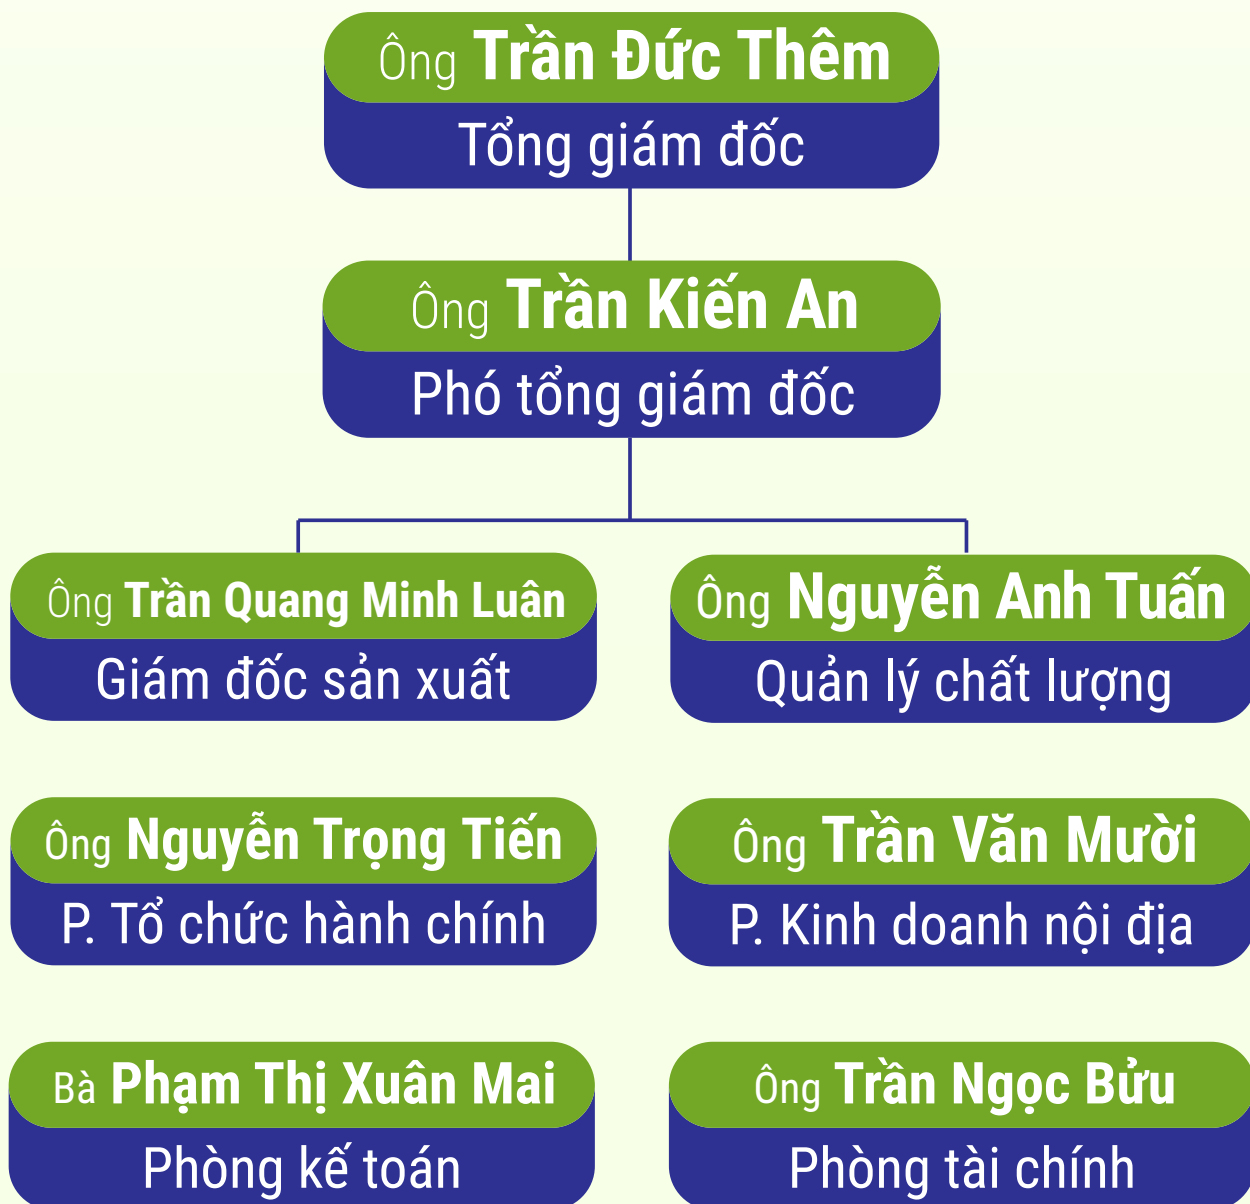 Ông Trần Đức Thêm
Tổng giám đốc
Ông Trần Kiến An
Phó tổng giám đốc
Ông Trần Quang Minh Luân
Giám đốc sản xuất
Ông Nguyễn Anh Tuấn
Quản lý chất lượng
Ông Nguyễn Trọng Tiến
P. Tổ chức hành chính
Ông Trần Văn Mười
P. Kinh doanh nội địa
Bà Phạm Thị Xuân Mai
Phòng kế toán
Ông Trần Ngọc Bửu
Phòng tài chính